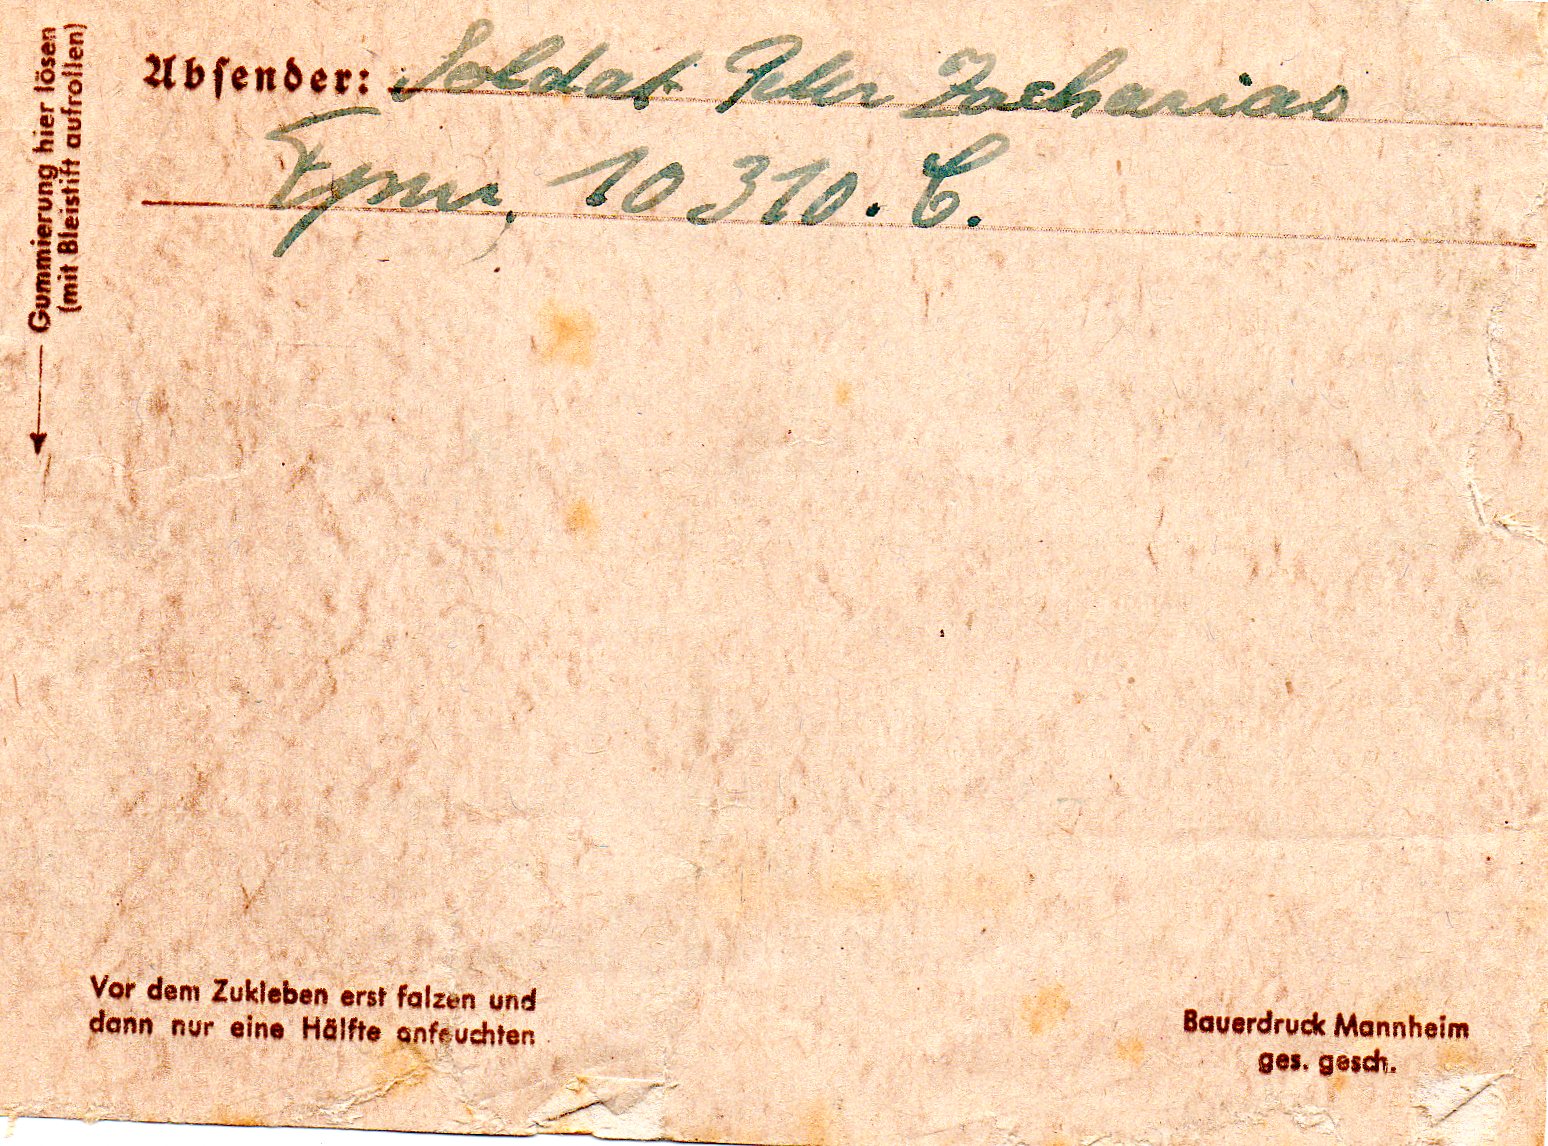 Gummierung hier lösen
(mit Bleistift aufrollen)
Absender: Soldat Peter Zacharias
10 310. C.
Vor dem Zukleben erst falzen und
dann nur eine Hälfte anfeuchten
Bauerdruck Mannheim
ges. gesch.